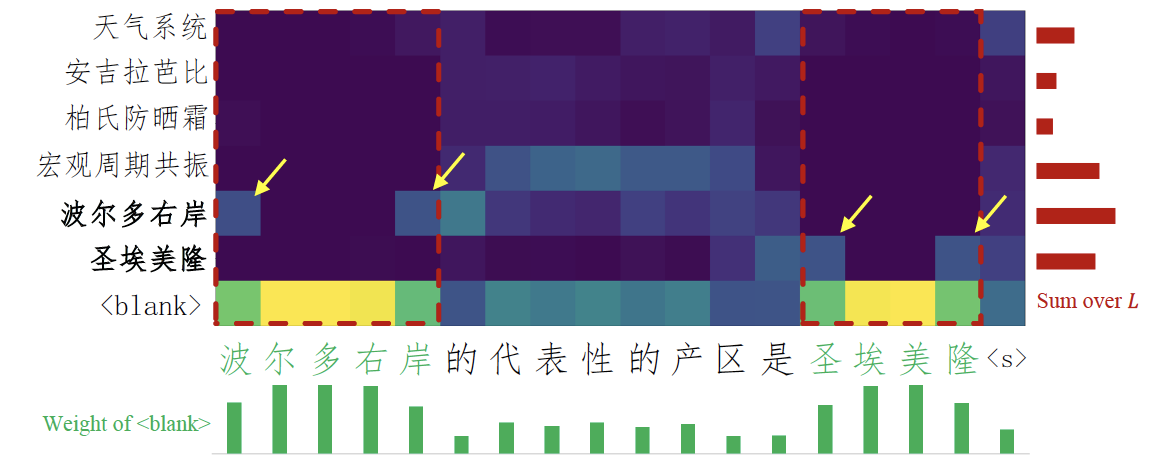 天气系统
安吉拉芭比
柏氏防晒霜
宏观周期共振
波尔多右岸
圣埃美隆
<blank>
Sum over L
波尔多右岸的代表性的产区是圣埃美隆<s>
Weight of <blank>